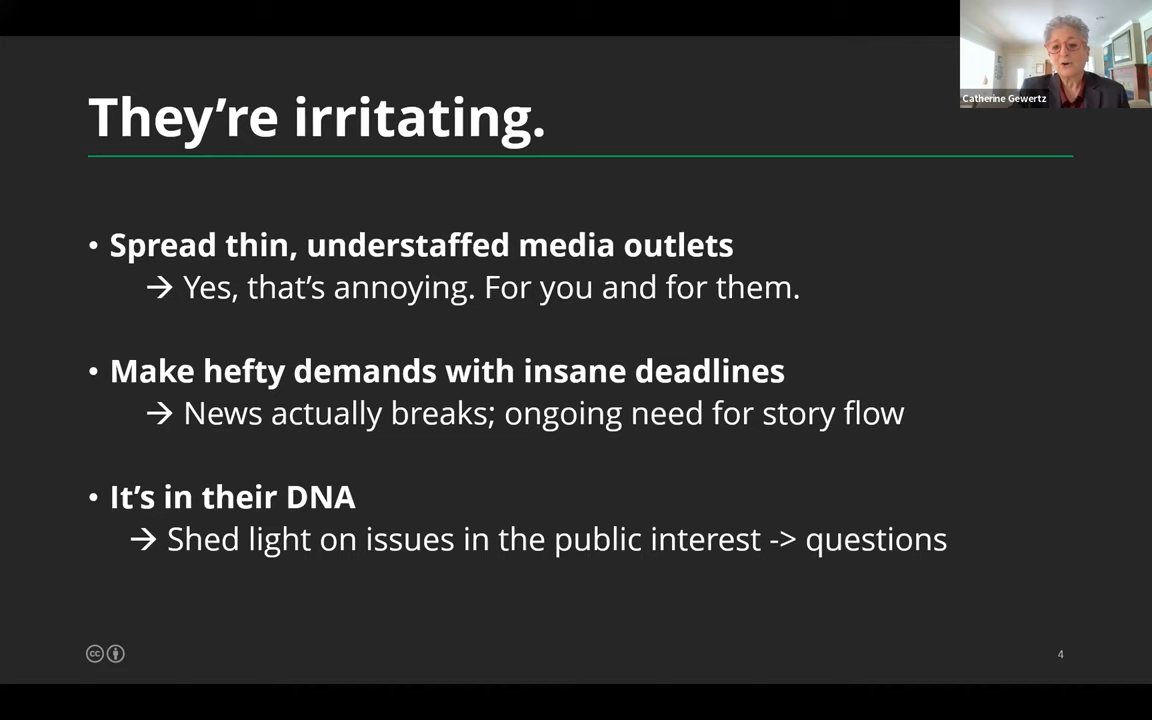 They're irritating.
Catherine Gewertz
• Spread thin, understaffed media outlets
→ Yes, that's annoying. For you and for them.
• Make hefty demands with insane deadlines
→ News actually breaks; ongoing need for story flow
• It's in their DNA
→ Shed light on issues in the public interest -> questions
cc
4